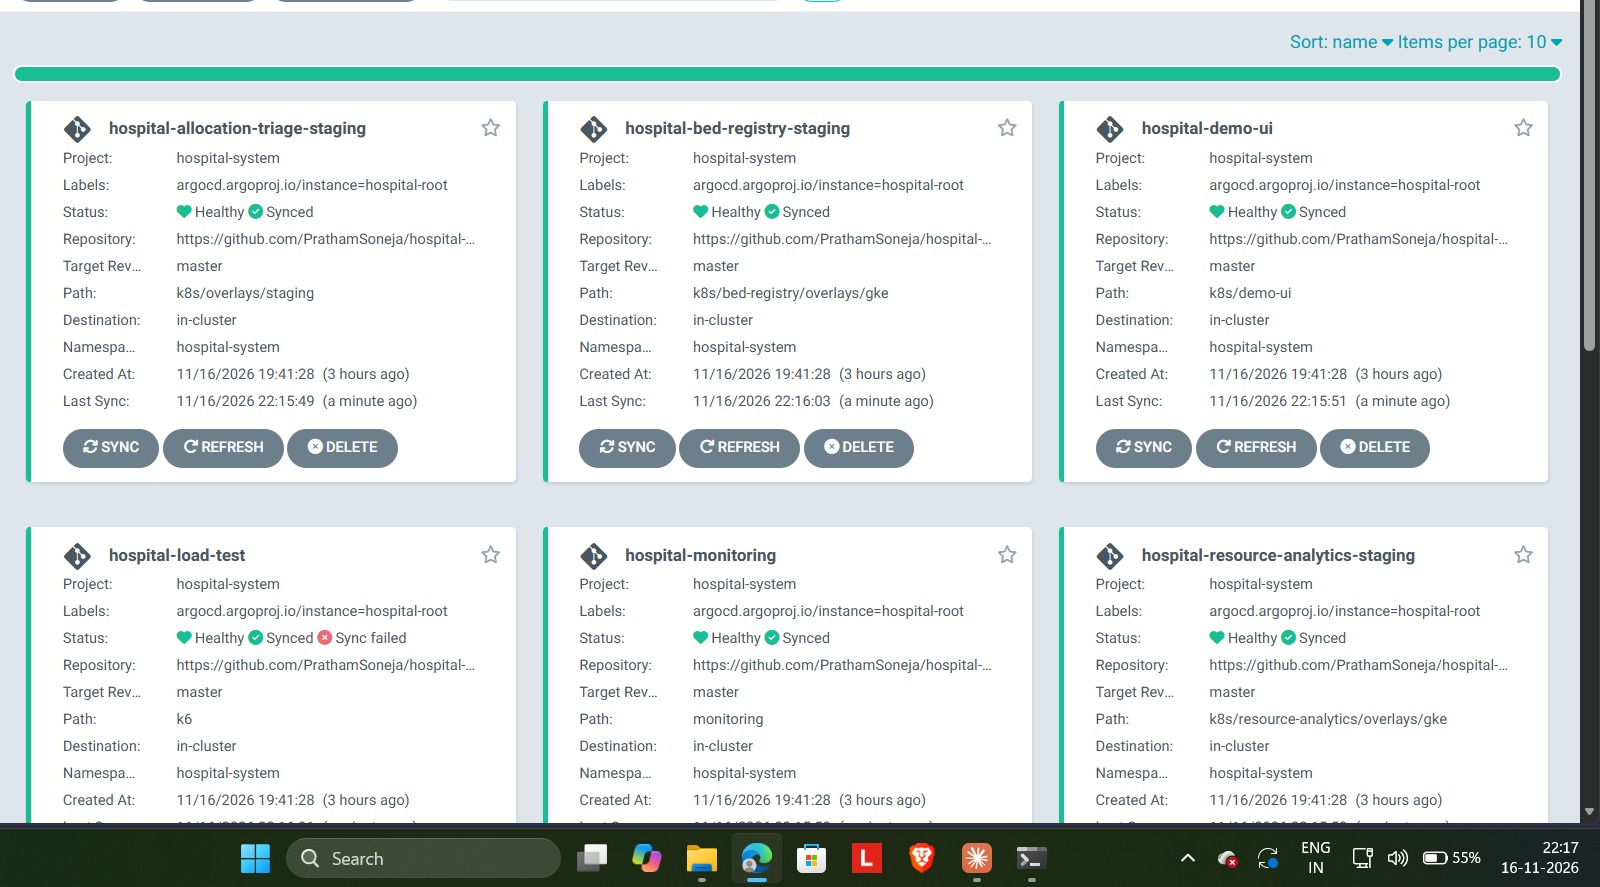 Sort: name Items per page: 10
hospital-allocation-triage-staging
Project: hospital-system
Labels: argocd.argoproj.io/instance=hospital-root
Status: Healthy Synced
Repository: https://github.com/PrathamSoneja/hospital-...
Target Rev... master
Path: k8s/overlays/staging
Destination: in-cluster
Namespa... hospital-system
Created At: 11/16/2026 19:41:28 (3 hours ago)
Last Sync: 11/16/2026 22:15:49 (a minute ago)
SYNC REFRESH DELETE
hospital-bed-registry-staging
Project: hospital-system
Labels: argocd.argoproj.io/instance=hospital-root
Status: Healthy Synced
Repository: https://github.com/PrathamSoneja/hospital-...
Target Rev... master
Path: k8s/bed-registry/overlays/gke
Destination: in-cluster
Namespa... hospital-system
Created At: 11/16/2026 19:41:28 (3 hours ago)
Last Sync: 11/16/2026 22:16:03 (a minute ago)
SYNC REFRESH DELETE
hospital-demo-ui
Project: hospital-system
Labels: argocd.argoproj.io/instance=hospital-root
Status: Healthy Synced
Repository: https://github.com/PrathamSoneja/hospital-...
Target Rev... master
Path: k8s/demo-ui
Destination: in-cluster
Namespa... hospital-system
Created At: 11/16/2026 19:41:28 (3 hours ago)
Last Sync: 11/16/2026 22:15:51 (a minute ago)
SYNC REFRESH DELETE
hospital-load-test
Project: hospital-system
Labels: argocd.argoproj.io/instance=hospital-root
Status: Healthy Synced Sync failed
Repository: https://github.com/PrathamSoneja/hospital-...
Target Rev... master
Path: k6
Destination: in-cluster
Namespa... hospital-system
Created At: 11/16/2026 19:41:28 (3 hours ago)
hospital-monitoring
Project: hospital-system
Labels: argocd.argoproj.io/instance=hospital-root
Status: Healthy Synced
Repository: https://github.com/PrathamSoneja/hospital-...
Target Rev... master
Path: monitoring
Destination: in-cluster
Namespa... hospital-system
Created At: 11/16/2026 19:41:28 (3 hours ago)
hospital-resource-analytics-staging
Project: hospital-system
Labels: argocd.argoproj.io/instance=hospital-root
Status: Healthy Synced
Repository: https://github.com/PrathamSoneja/hospital-...
Target Rev... master
Path: k8s/resource-analytics/overlays/gke
Destination: in-cluster
Namespa... hospital-system
Created At: 11/16/2026 19:41:28 (3 hours ago)
Search
L
ENG
IN
55%
22:17
16-11-2026